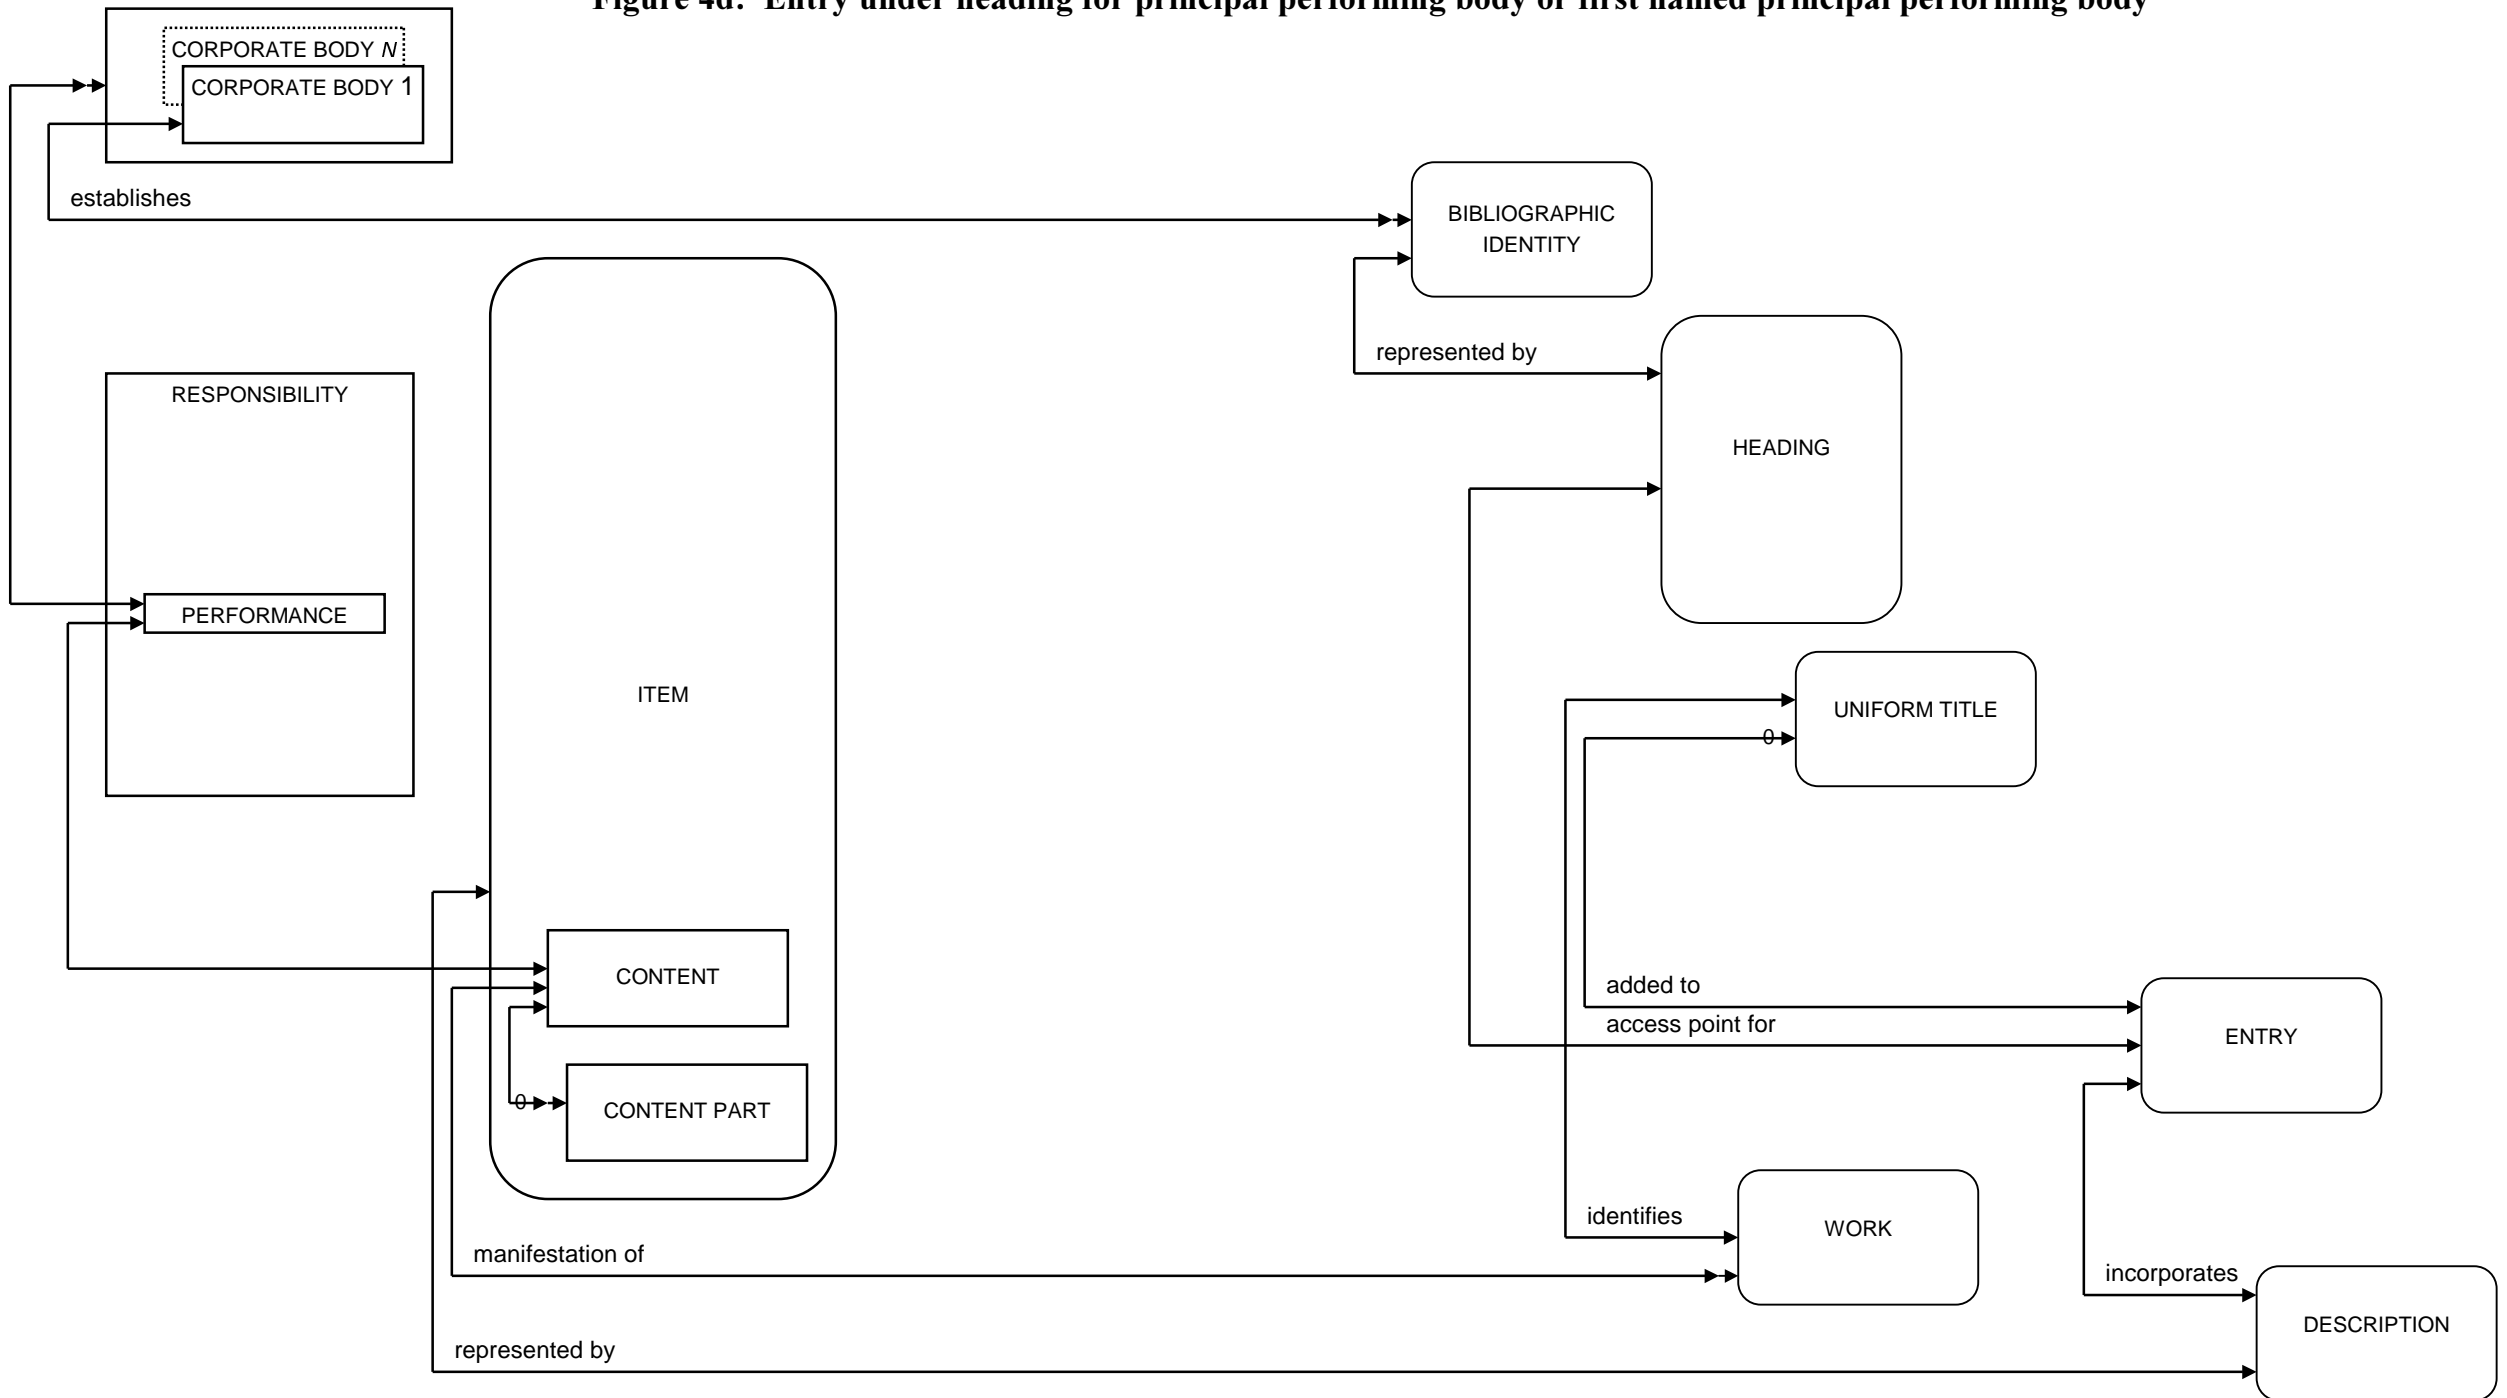 Figure 4d: Entry under heading for principal performing body or first named principal performing body
CORPORATE BODY N
CORPORATE BODY 1
establishes
BIBLIOGRAPHIC
IDENTITY
represented by
RESPONSIBILITY
HEADING
PERFORMANCE
ITEM
UNIFORM TITLE
0
CONTENT
added to
access point for
ENTRY
0
CONTENT PART
identifies
WORK
manifestation of
incorporates
DESCRIPTION
represented by